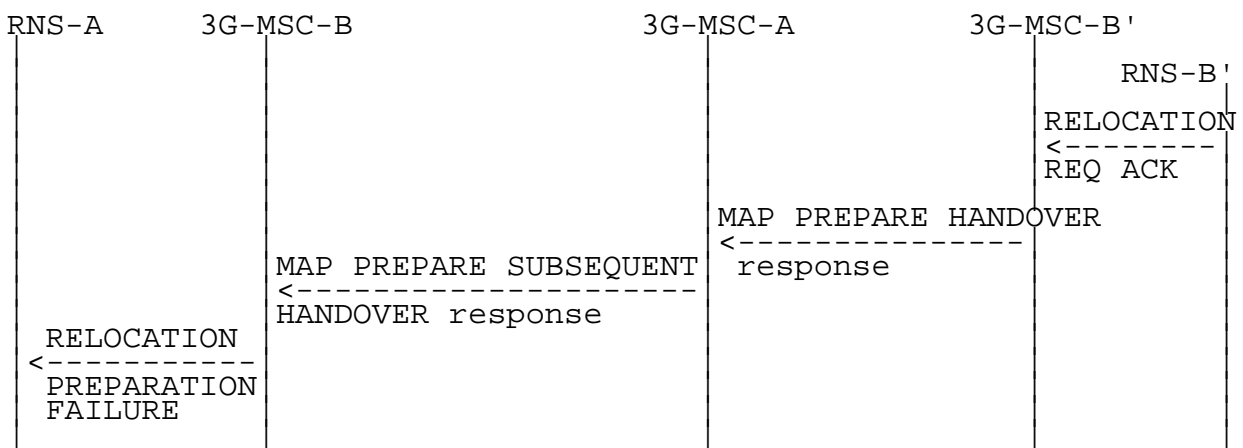 RNS-A 3G-MSC-B 3G-MSC-A 3G-MSC-B'
RNS-B'
RELOCATION
REQ ACK
MAP PREPARE HANDOVER
response
MAP PREPARE SUBSEQUENT
HANDOVER response
RELOCATION
PREPARATION
FAILURE